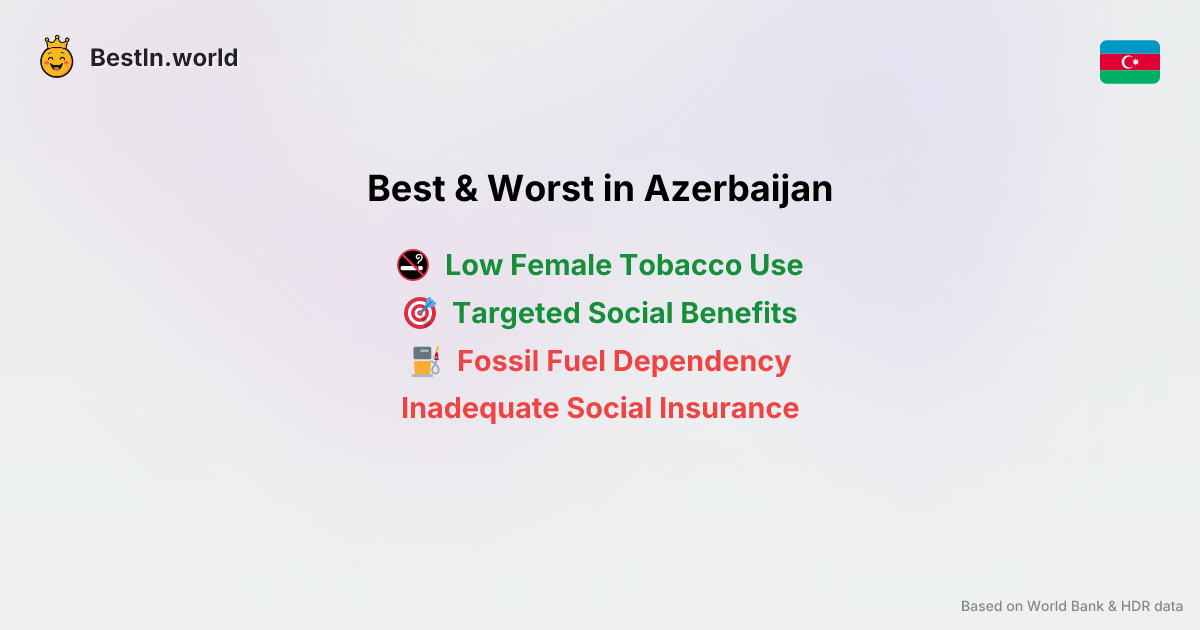 BestIn.world
Best & Worst in Azerbaijan
Low Female Tobacco Use
Targeted Social Benefits
Fossil Fuel Dependency
Inadequate Social Insurance
Based on World Bank & HDR data